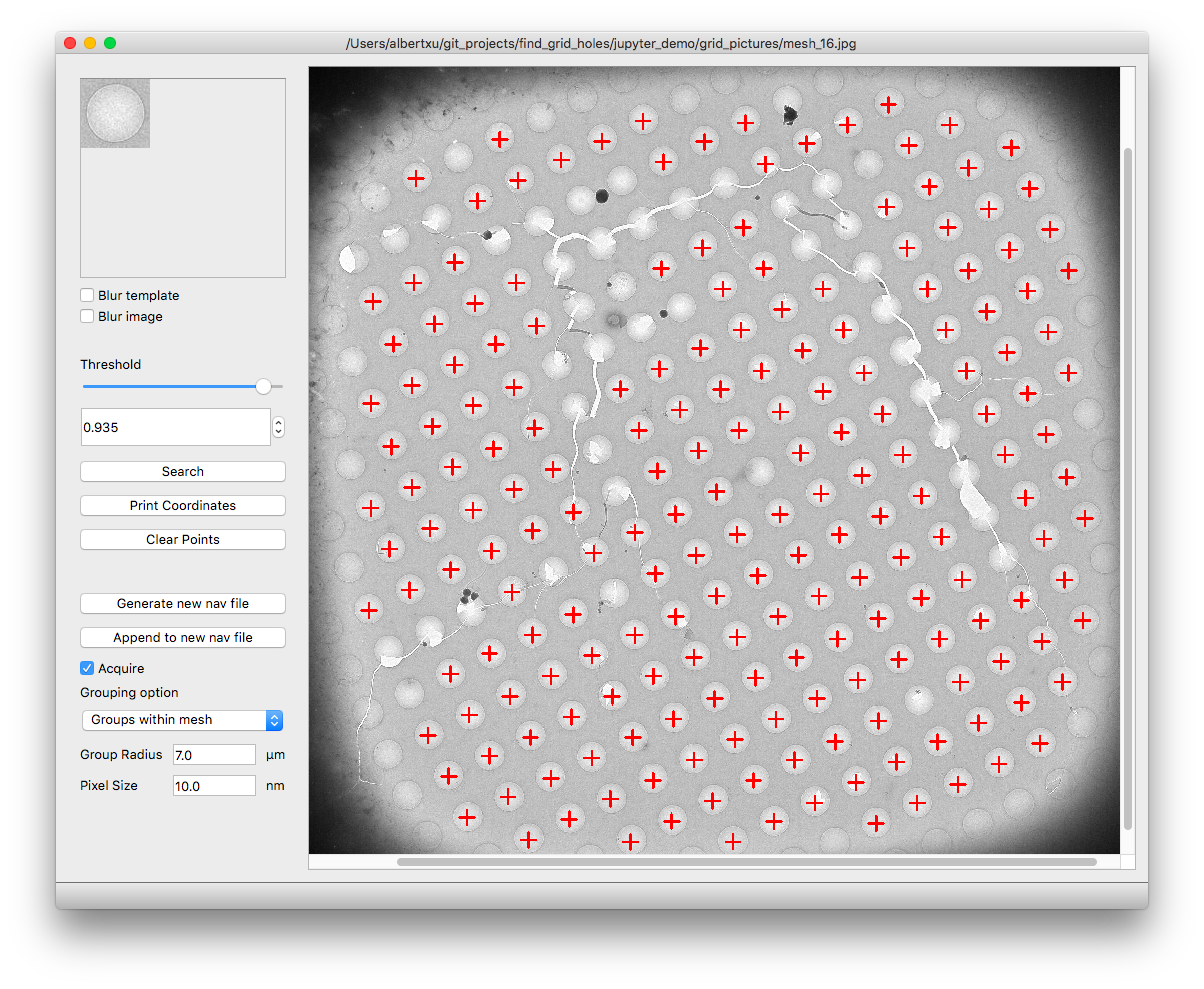 /Users/albertxu/git_projects/find_grid_holes/jupyter_demo/grid_pictures/mesh_16.jpg
Blur template
Blur image
Threshold
0.935
Search
Print Coordinates
Clear Points
Generate new nav file
Append to new nav file
Acquire
Grouping option
Groups within mesh
Group Radius 7.0 μm
Pixel Size 10.0 nm